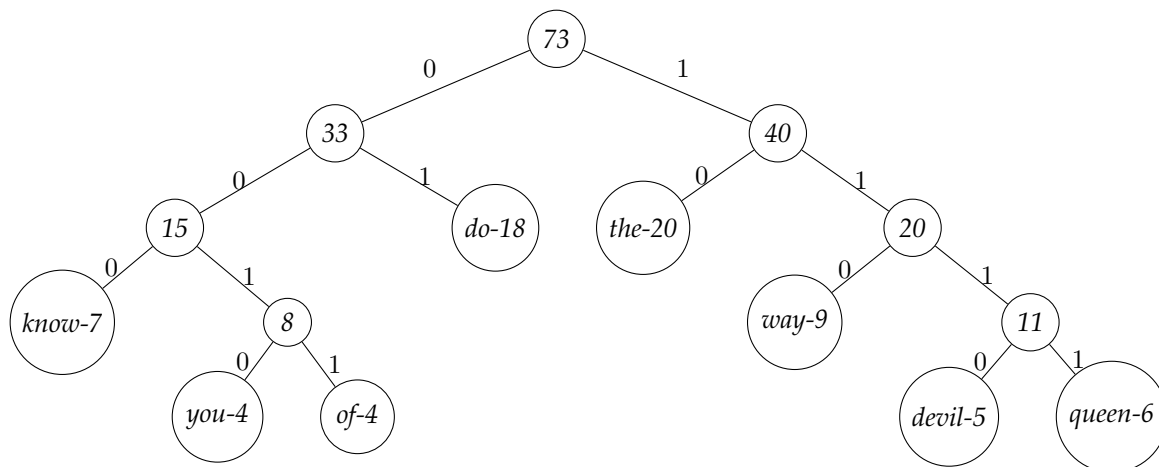 73
0 1
33 40
0 1 0 1
15 do-18 the-20 20
0 1 0 1
know-7 8 way-9 11
0 1 0 1
you-4 of-4 devil-5 queen-6